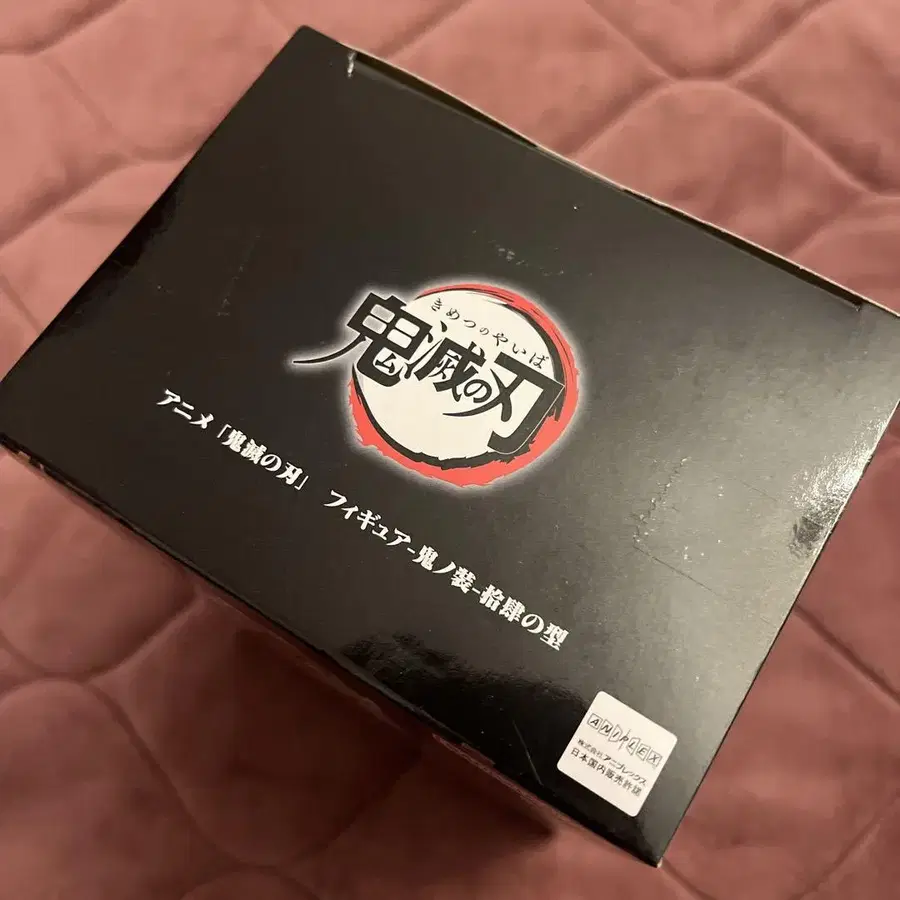 きめつのやいば
鬼滅の刃
アニメ「鬼滅の刃」 フィギュア-鬼ノ装-拾肆の型
ANIPLEX
株式会社アニプレックス
日本国内販売許諾